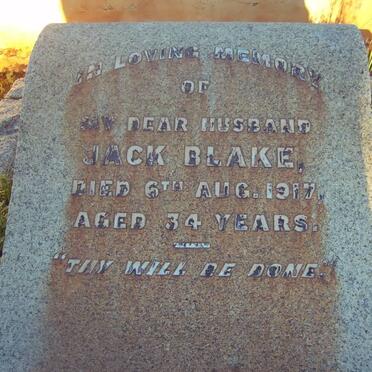 IN LOVING MEMORY
OF
MY DEAR HUSBAND
JACK BLAKE,
DIED 6TH AUG. 1917,
AGED 34 YEARS.
"THY WILL BE DONE."